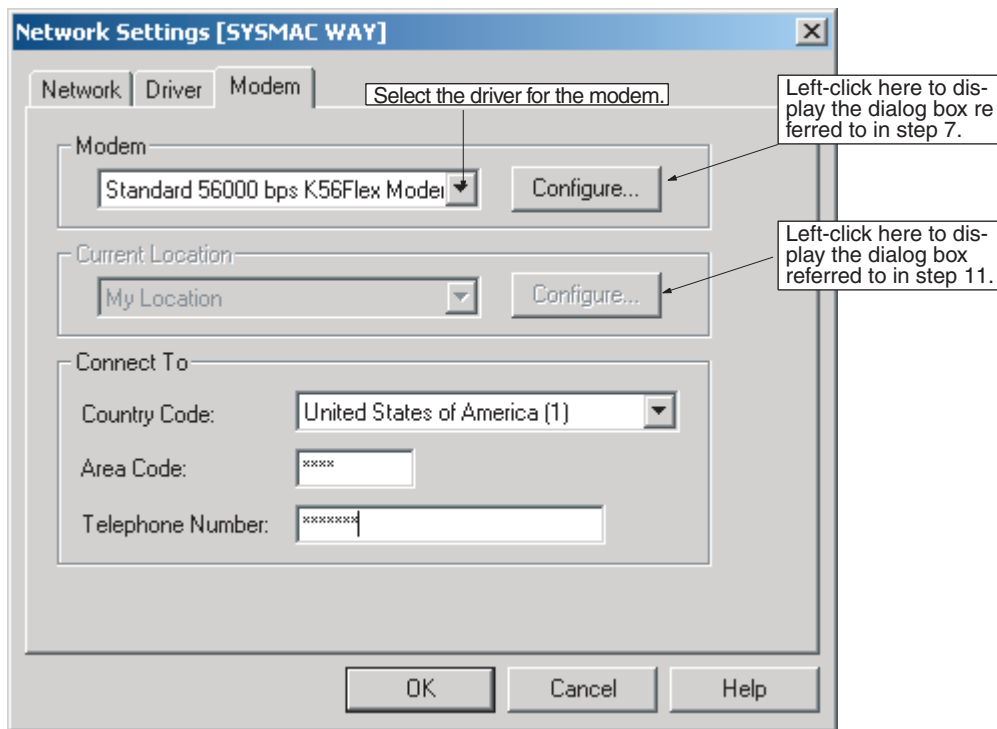 Network Settings [SYSMAC WAY]
Network
Driver
Modem
Select the driver for the modem.
Left-click here to dis-
play the dialog box re
ferred to in step 7.
Modem
Standard 56000 bps K56Flex Moder
Configure...
Left-click here to dis-
play the dialog box
referred to in step 11.
Current Location
My Location
Configure...
Connect To
Country Code:
United States of America (1)
Area Code:
****
Telephone Number:
*******
OK
Cancel
Help